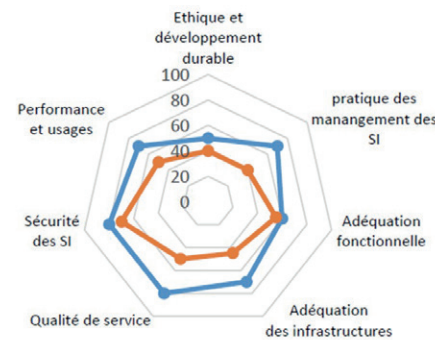 Ethique et
développement
durable
100
80
60
40
20
0
pratique des
manangement des
SI
Adéquation
fonctionnelle
Adéquation
des infrastructures
Qualité de service
Sécurité
des SI
Performance
et usages